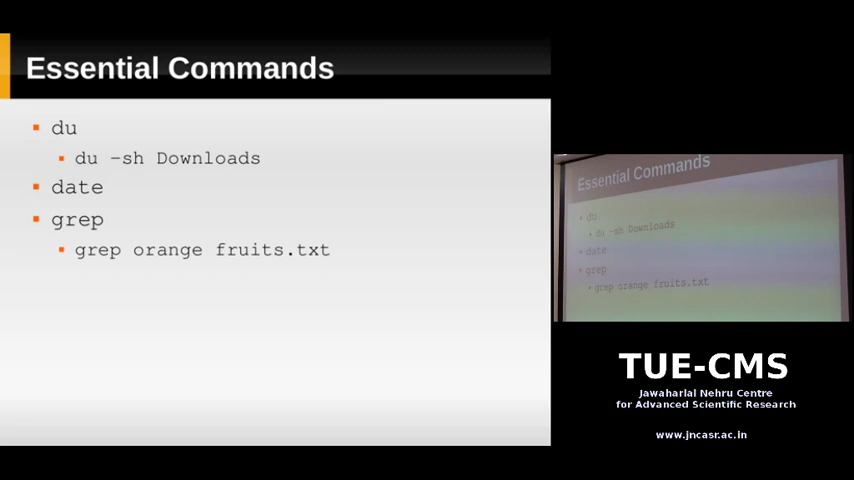 Essential Commands
du
du -sh Downloads
date
grep
grep orange fruits.txt
Essential Commands
du
du -sh Downloads
date
grep
grep orange fruits.txt
TUE-CMS
Jawaharlal Nehru Centre
for Advanced Scientific Research
www.jncasr.ac.in